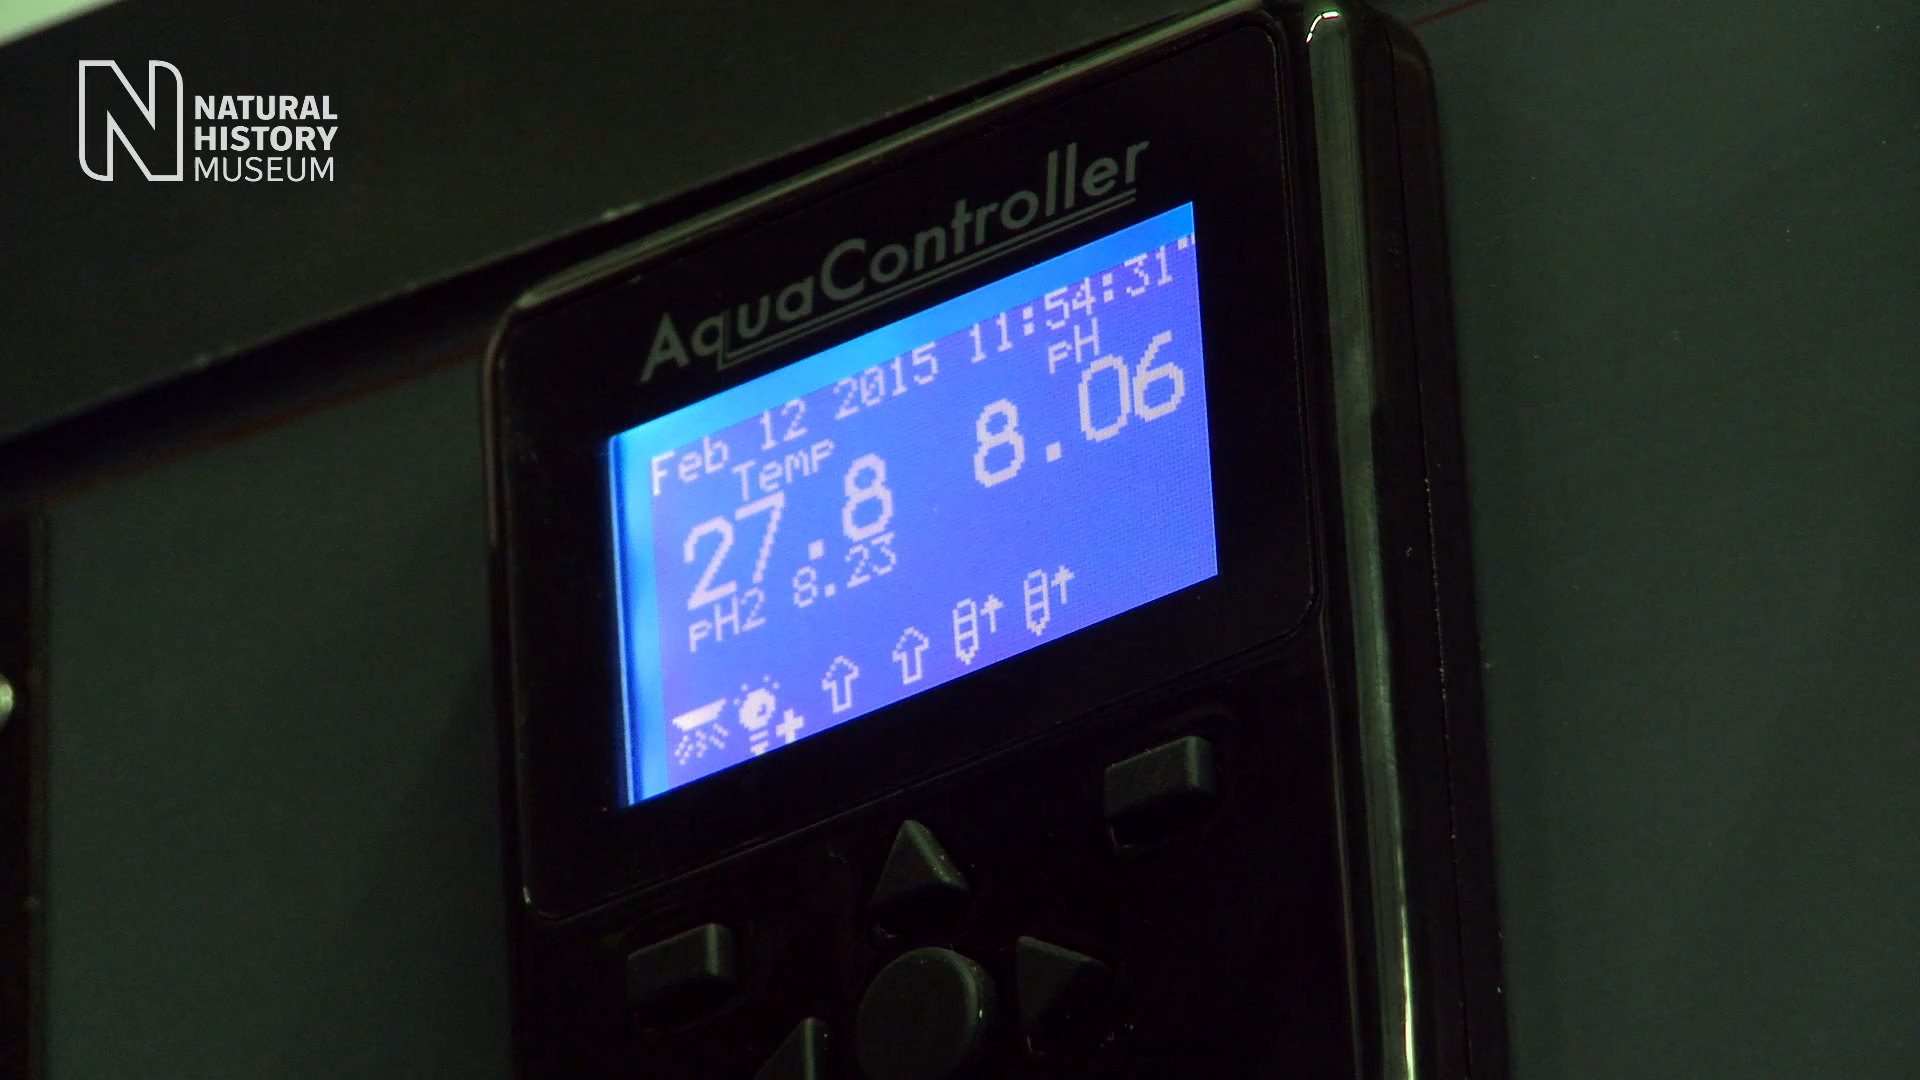 NATURAL
HISTORY
MUSEUM
AquaController
Feb 12 2015 11:54:31
Temp pH
27.8 8.06
pH2 8.23